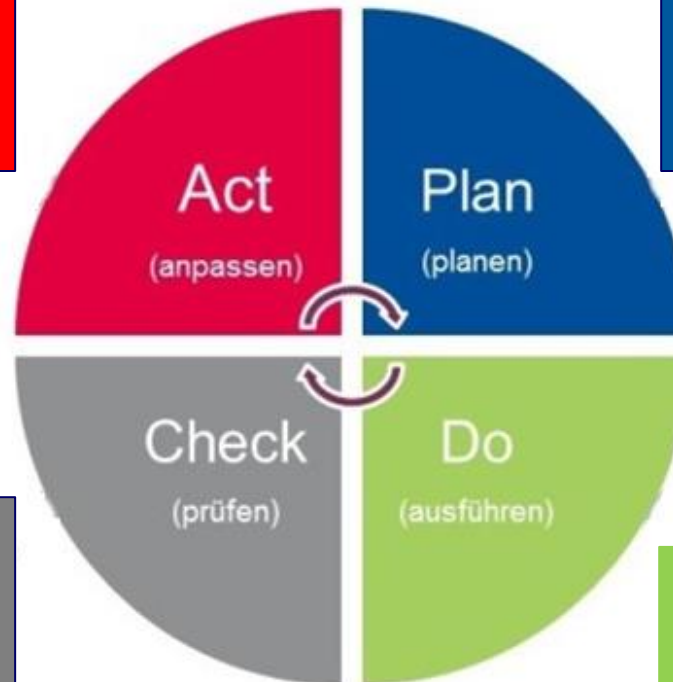 Act
(anpassen)
Plan
(planen)
Check
(prüfen)
Do
(ausführen)